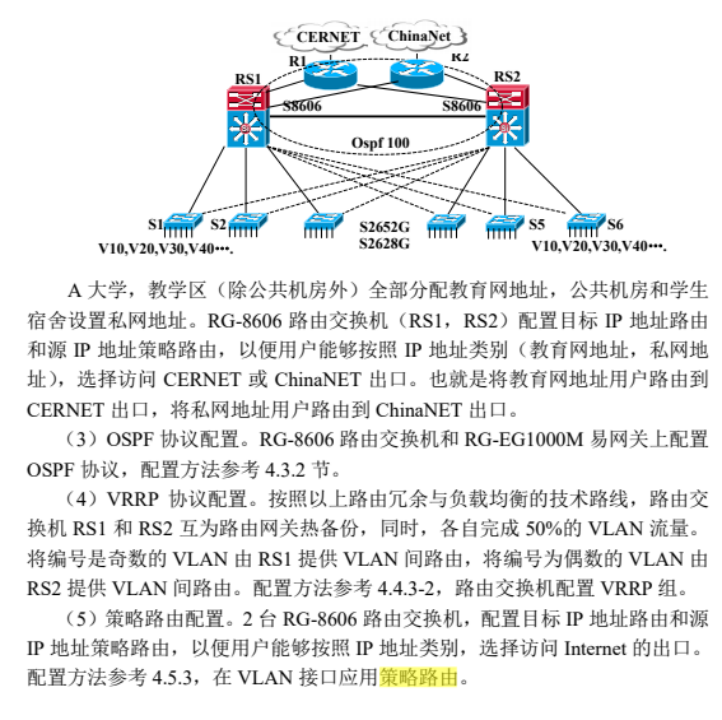 CERNET
ChinaNet
R1
R2
RS1
RS2
S8606
S8606
Ospf 100
S1
S2
S2652G
S2628G
S5
S6
V10,V20,V30,V40•••.
V10,V20,V30,V40•••.
A 大学，教学区（除公共机房外）全部分配教育网地址，公共机房和学生
宿舍设置私网地址。RG-8606 路由交换机（RS1，RS2）配置目标 IP 地址路由
和源 IP 地址策略路由，以便用户能够按照 IP 地址类别（教育网地址，私网地
址），选择访问 CERNET 或 ChinaNET 出口。也就是将教育网地址用户路由到
CERNET 出口，将私网地址用户路由到 ChinaNET 出口。
（3）OSPF 协议配置。RG-8606 路由交换机和 RG-EG1000M 易网关上配置
OSPF 协议，配置方法参考 4.3.2 节。
（4）VRRP 协议配置。按照以上路由冗余与负载均衡的技术路线，路由交
换机 RS1 和 RS2 互为路由网关热备份，同时，各自完成 50%的 VLAN 流量。
将编号是奇数的 VLAN 由 RS1 提供 VLAN 间路由，将编号为偶数的 VLAN 由
RS2 提供 VLAN 间路由。配置方法参考 4.4.3-2，路由交换机配置 VRRP 组。
（5）策略路由配置。2 台 RG-8606 路由交换机，配置目标 IP 地址路由和源
IP 地址策略路由，以便用户能够按照 IP 地址类别，选择访问 Internet 的出口。
配置方法参考 4.5.3，在 VLAN 接口应用策略路由。